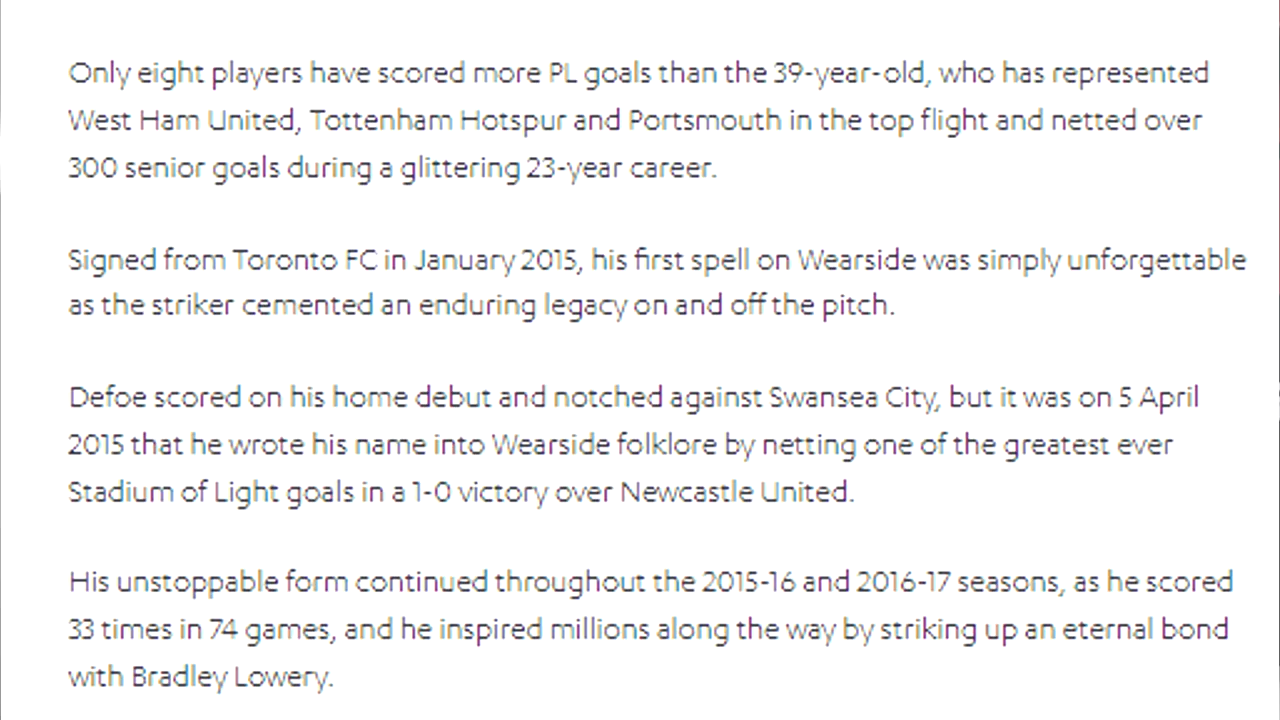 Only eight players have scored more PL goals than the 39-year-old, who has represented
West Ham United, Tottenham Hotspur and Portsmouth in the top flight and netted over
300 senior goals during a glittering 23-year career.
Signed from Toronto FC in January 2015, his first spell on Wearside was simply unforgettable
as the striker cemented an enduring legacy on and off the pitch.
Defoe scored on his home debut and notched against Swansea City, but it was on 5 April
2015 that he wrote his name into Wearside folklore by netting one of the greatest ever
Stadium of Light goals in a 1-0 victory over Newcastle United.
His unstoppable form continued throughout the 2015-16 and 2016-17 seasons, as he scored
33 times in 74 games, and he inspired millions along the way by striking up an eternal bond
with Bradley Lowery.